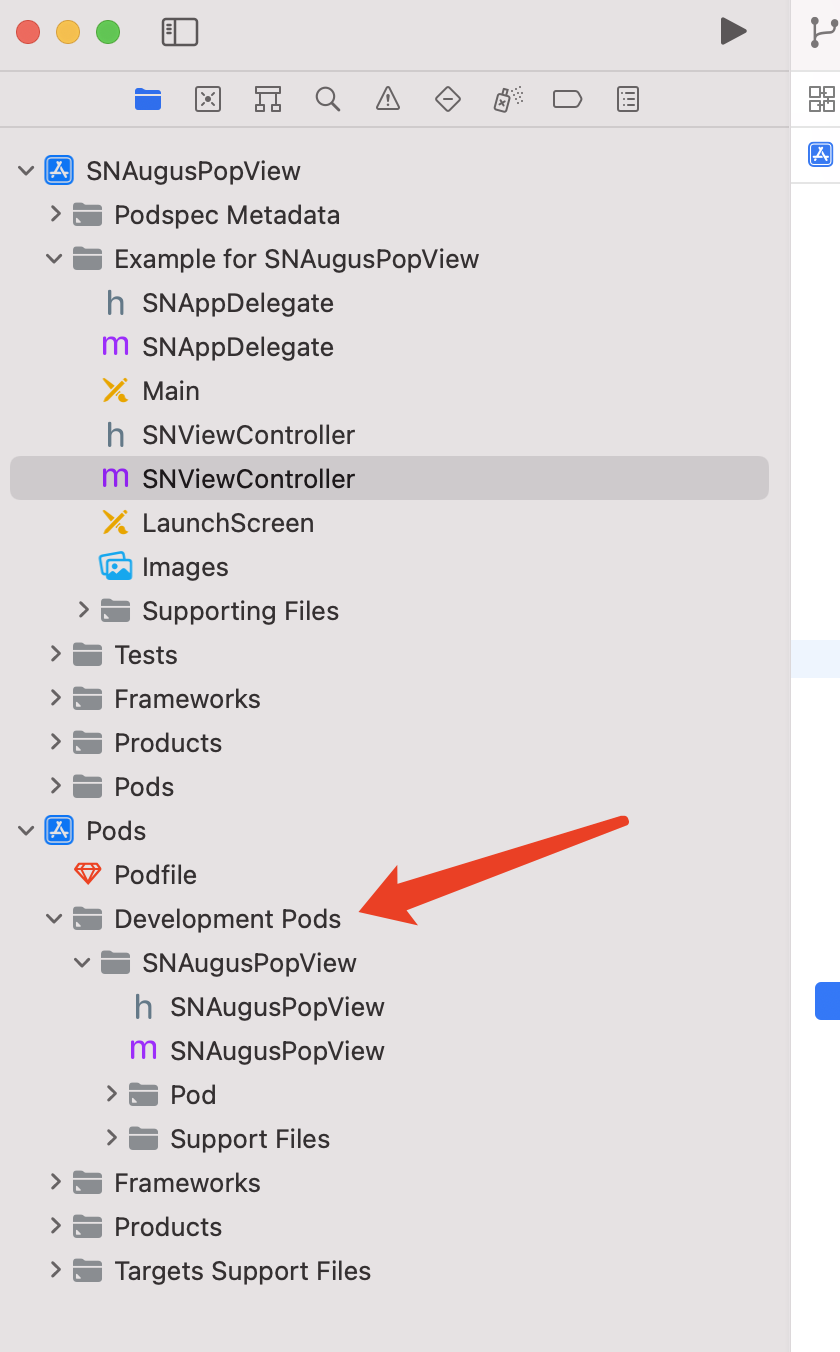 SNAugusPopView
Podspec Metadata
Example for SNAugusPopView
h SNAppDelegate
m SNAppDelegate
Main
h SNViewController
m SNViewController
LaunchScreen
Images
Supporting Files
Tests
Frameworks
Products
Pods
Pods
Podfile
Development Pods
SNAugusPopView
h SNAugusPopView
m SNAugusPopView
Pod
Support Files
Frameworks
Products
Targets Support Files